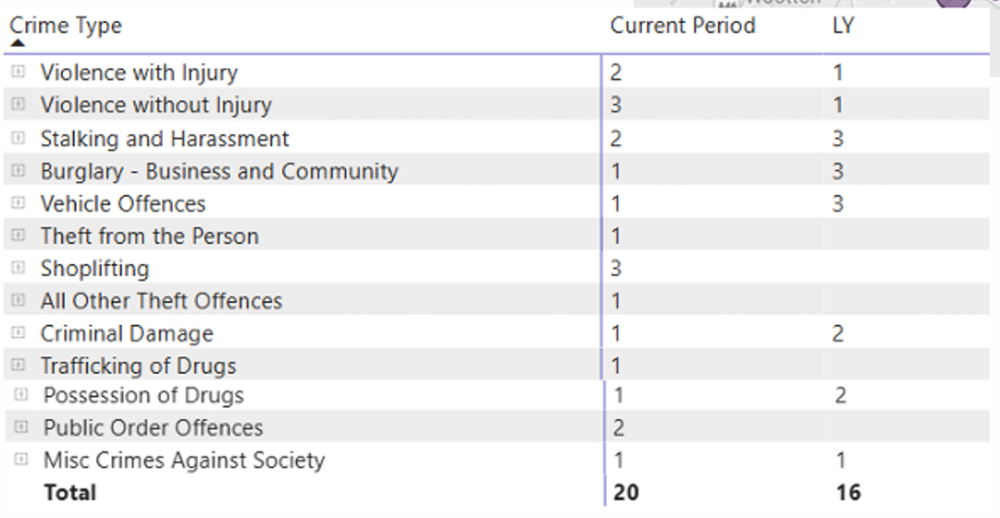 Crime Type Current Period LY
Violence with Injury 2 1
Violence without Injury 3 1
Stalking and Harassment 2 3
Burglary - Business and Community 1 3
Vehicle Offences 1 3
Theft from the Person 1
Shoplifting 3
All Other Theft Offences 1
Criminal Damage 1 2
Trafficking of Drugs 1
Possession of Drugs 1 2
Public Order Offences 2
Misc Crimes Against Society 1 1
Total 20 16